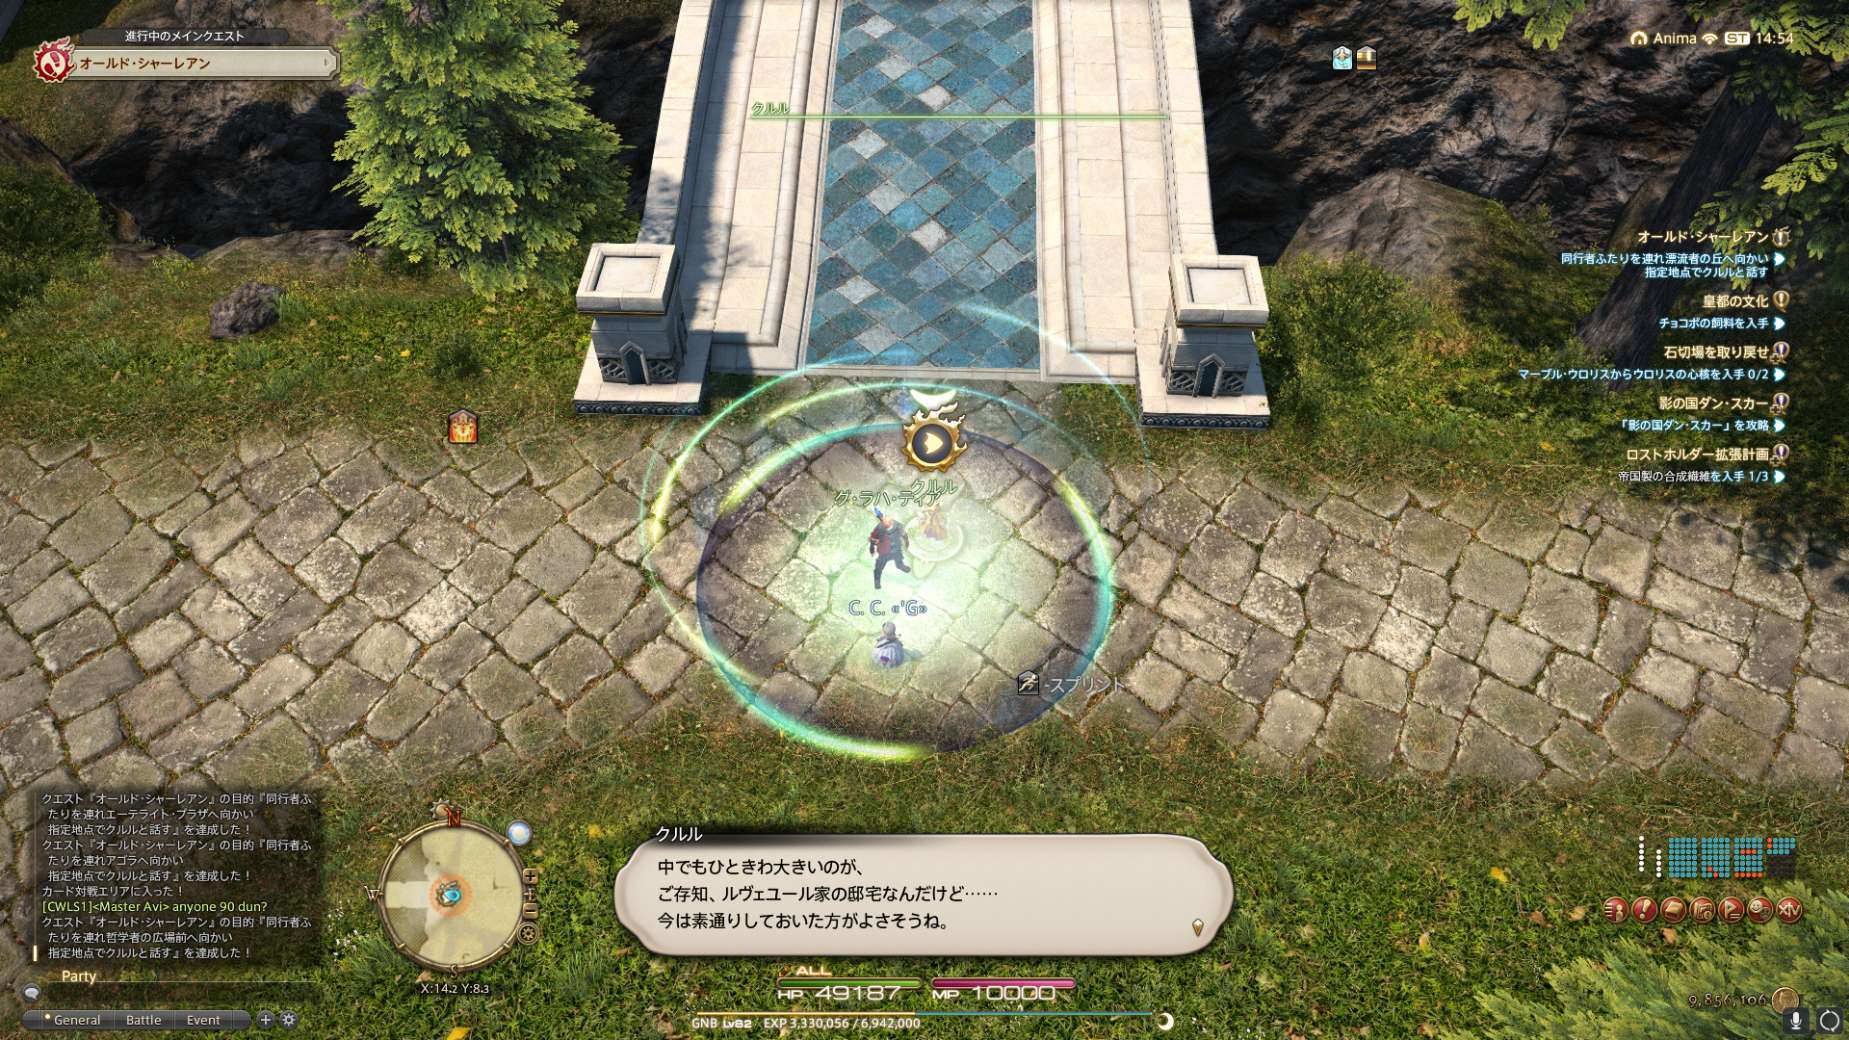 進行中のメインクエスト
オールド・シャーレアン
Anima ST 14:54
クルル
オールド・シャーレアン
同行者ふたりを連れ漂流者の丘へ向かい
指定地点でクルルと話す
皇都の文化
チョコボの飼料を入手
石切場を取り戻せ
マーブル・ウロリスからウロリスの心核を入手 0/2
影の国ダン・スカー
「影の国ダン・スカー」を攻略
ロストホルダー拡張計画
帝国製の合成繊維を入手 1/3
クルル
グ・ラハ・ティア
C. C. «'G»
スプリント
クエスト『オールド・シャーレアン』の目的『同行者ふ
たりを連れエーテライト・プラザへ向かい
指定地点でクルルと話す』を達成した！
クエスト『オールド・シャーレアン』の目的『同行者ふ
たりを連れアゴラへ向かい
指定地点でクルルと話す』を達成した！
カード対戦エリアに入った！
[CWLS1]<Master Avi> anyone 90 dun?
クエスト『オールド・シャーレアン』の目的『同行者ふ
たりを連れ哲学者の広場前へ向かい
指定地点でクルルと話す』を達成した！
Party
General Battle Event
N
X:14.2 Y:8.3
クルル
中でもひときわ大きいのが、
ご存知、ルヴェユール家の邸宅なんだけど……
今は素通りしておいた方がよさそうね。
ALL
HP 49187 MP 10000
GNB Lv82 EXP 3,330,056 / 6,942,000
XIV
9,856,106